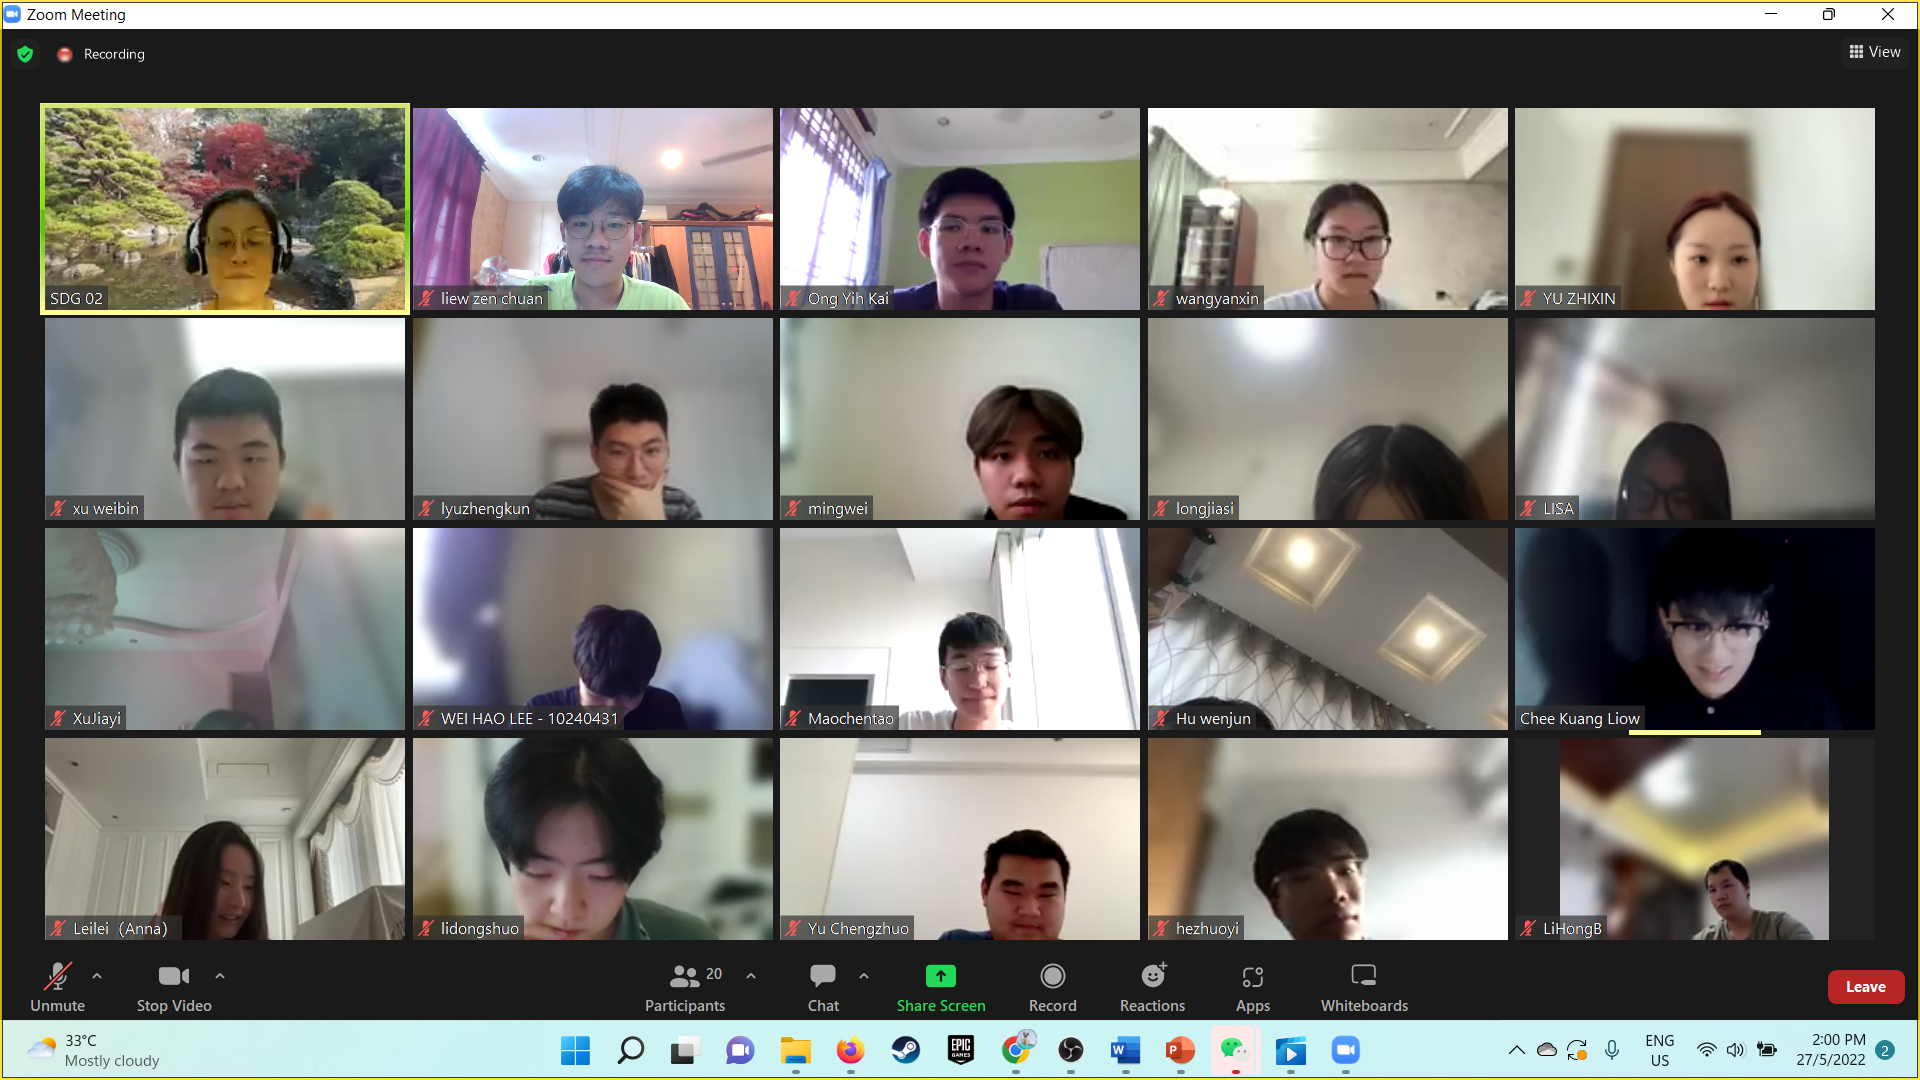 Zoom Meeting
Recording
View
SDG 02
liew zen chuan
Ong Yih Kai
wangyanxin
YU ZHIXIN
xu weibin
lyuzhengkun
mingwei
longjiasi
LISA
XuJiayi
WEI HAO LEE - 10240431
Maochentao
Hu wenjun
Chee Kuang Liow
Leilei（Anna）
lidongshuo
Yu Chengzhuo
hezhuoyi
LiHongB
20
Unmute
Stop Video
Participants
Chat
Share Screen
Record
Reactions
Apps
Whiteboards
Leave
33°C
Mostly cloudy
EPIC
GAMES
W
P
ENG
US
2:00 PM
27/5/2022
2